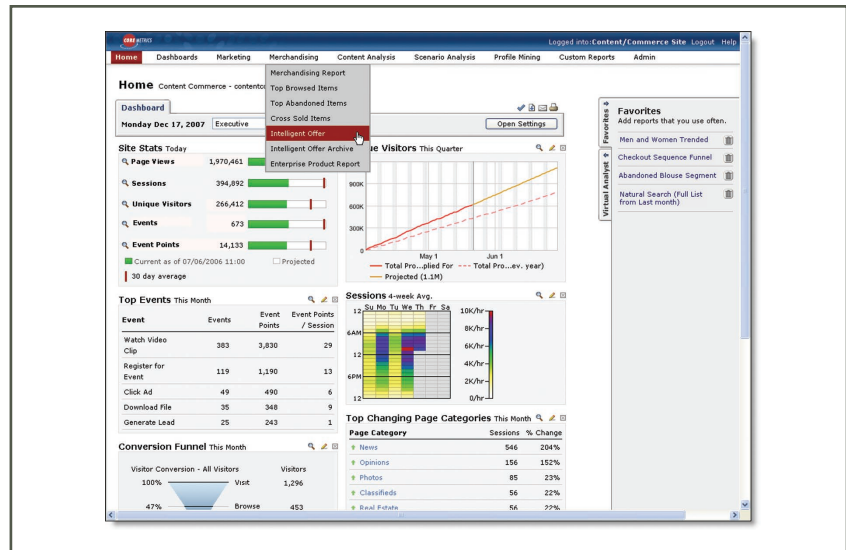 COREMETRICS
Logged into:Content/Commerce Site Logout Help
Home Dashboards Marketing Merchandising Content Analysis Scenario Analysis Profile Mining Custom Reports Admin
Merchandising Report
Top Browsed Items
Top Abandoned Items
Cross Sold Items
Intelligent Offer
Intelligent Offer Archive
Enterprise Product Report
Home Content Commerce - contentco
Dashboard
Monday Dec 17, 2007 Executive
Open Settings
Site Stats Today
Page Views 1,970,461
Sessions 394,892
Unique Visitors 266,412
Events 673
Event Points 14,133
Current as of 07/06/2006 11:00 Projected
30 day average
ue Visitors This Quarter
900K
600K
300K
0
May 1 Jun 1
Total Pro...plied For Total Pro...ev. year)
Projected (1.1M)
Top Events This Month
Event Events Event Points Event Points / Session
Watch Video Clip 383 3,830 29
Register for Event 119 1,190 13
Click Ad 49 490 6
Download File 35 348 9
Generate Lead 25 243 1
Sessions 4-week Avg.
Su Mo Tu We Th Fr Sa
12
6AM
12
6PM
12
10K/hr
8K/hr
6K/hr
4K/hr
2K/hr
0/hr
Conversion Funnel This Month
Visitor Conversion - All Visitors Visitors
100% Visit 1,296
47% Browse 453
Top Changing Page Categories This Month
Page Category Sessions % Change
News 546 204%
Opinions 156 152%
Photos 85 23%
Classifieds 56 22%
Real Estate 56 22%
Favorites
Virtual Analyst
Favorites
Add reports that you use often.
Men and Women Trended
Checkout Sequence Funnel
Abandoned Blouse Segment
Natural Search (Full List
from Last month)